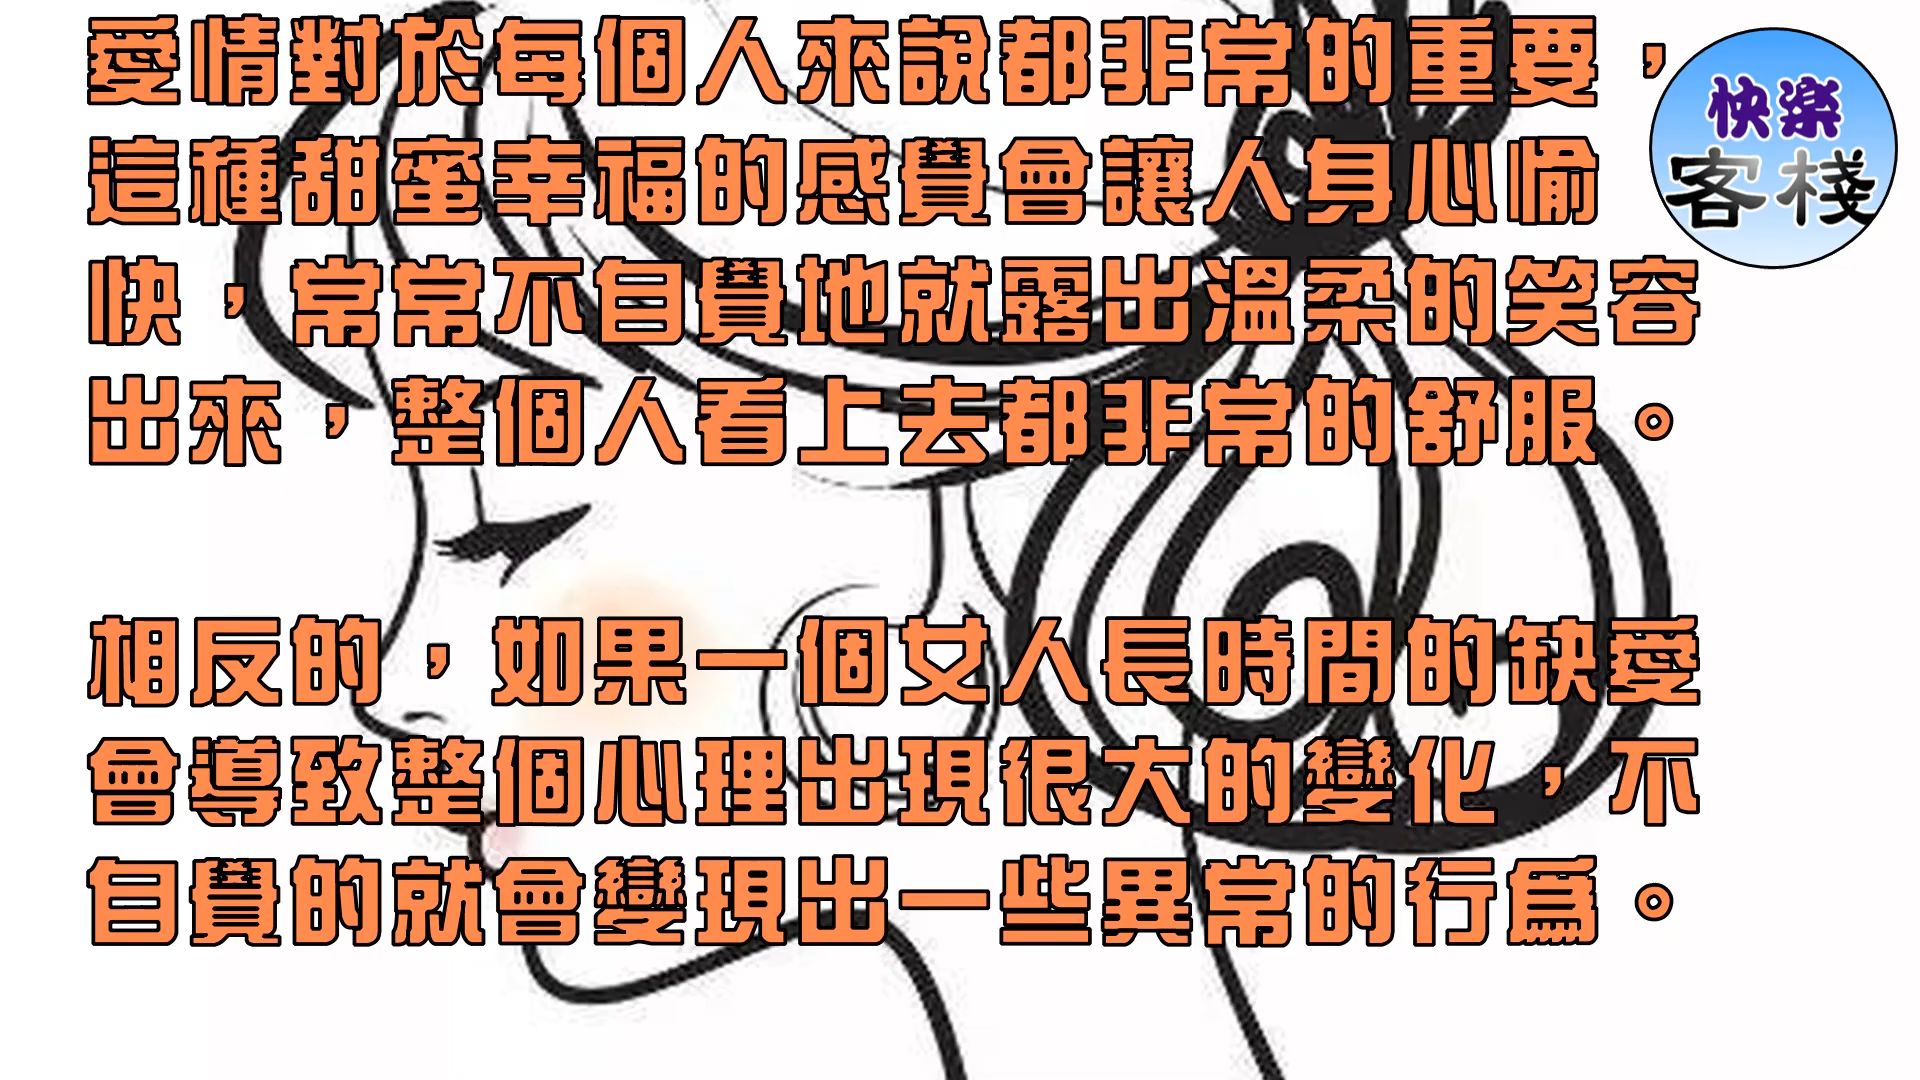 愛情對於每個人來說都非常的重要，
這種甜蜜幸福的感覺會讓人身心愉
快，常常不自覺地就露出溫柔的笑容
出來，整個人看上去都非常的舒服。
相反的，如果一個女人長時間的缺愛
會導致整個心理出現很大的變化，不
自覺的就會變現出一些異常的行為。
快楽
客棧